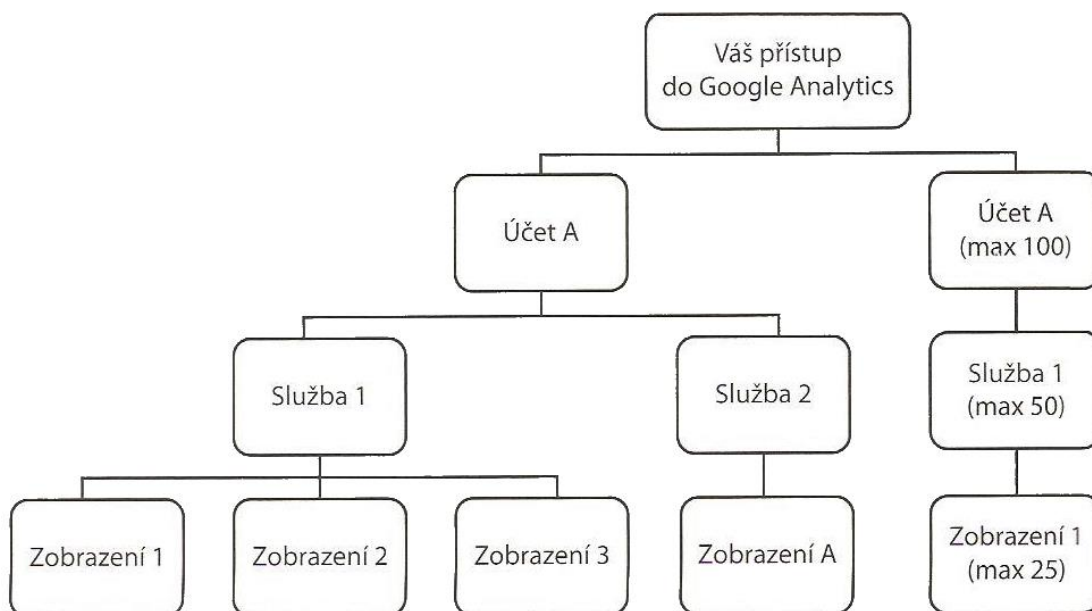 Váš přístup
do Google Analytics
Účet A
Účet A
(max 100)
Služba 1
Služba 2
Služba 1
(max 50)
Zobrazení 1
Zobrazení 2
Zobrazení 3
Zobrazení A
Zobrazení 1
(max 25)